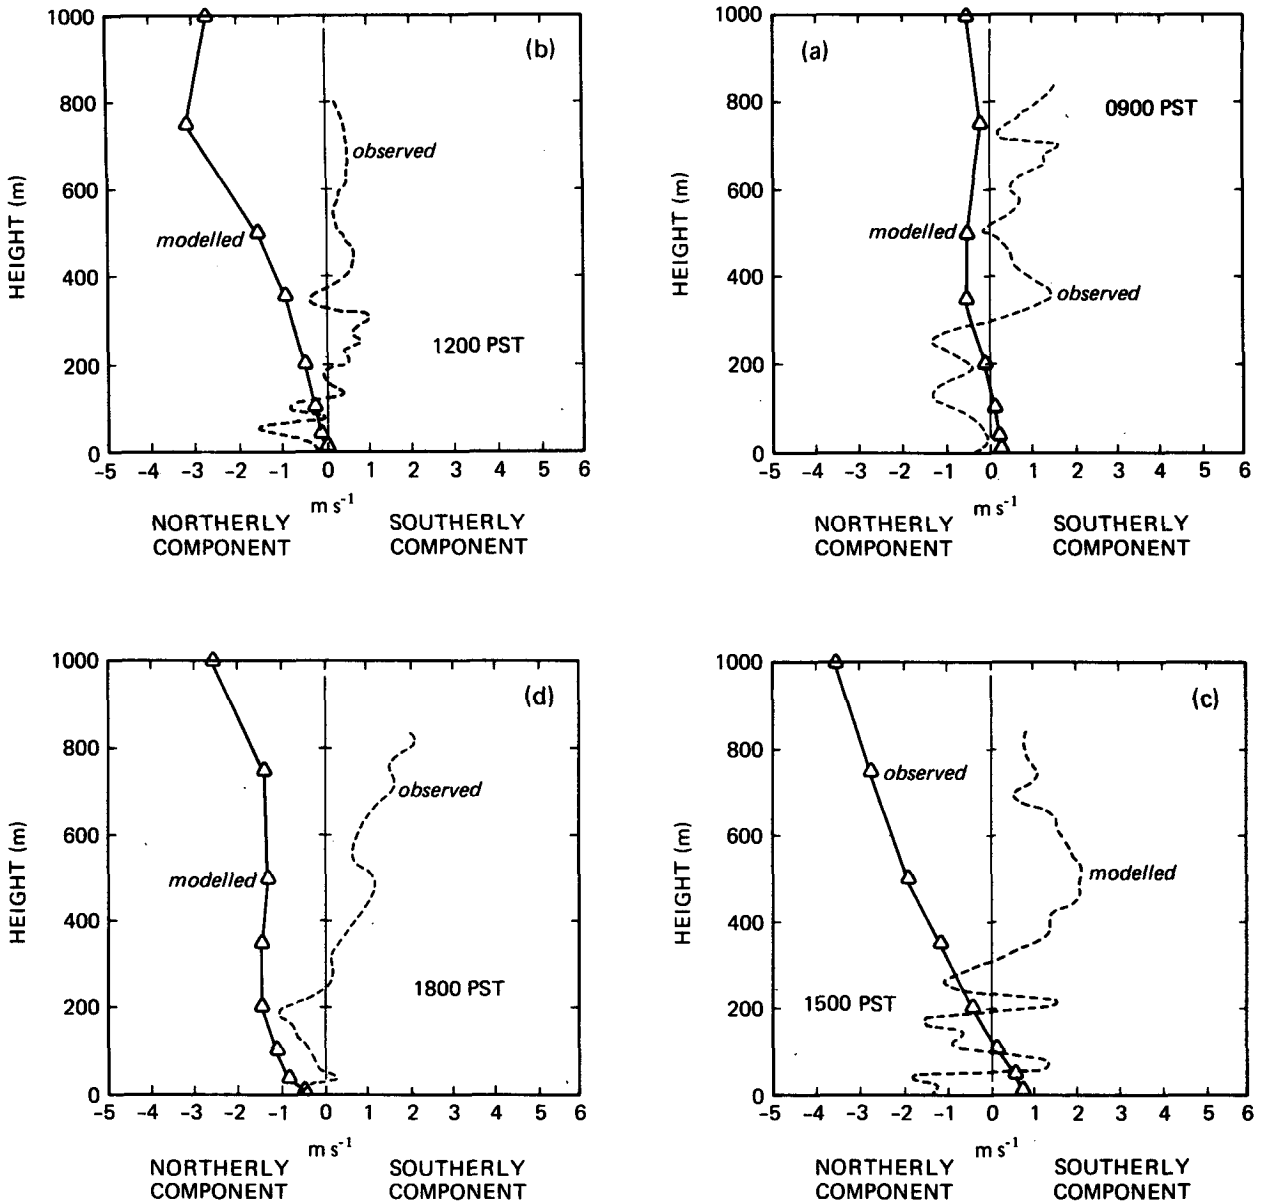 1000
800
600
400
200
0
HEIGHT (m)
(b)
observed
modelled
1200 PST
-5 -4 -3 -2 -1 0 1 2 3 4 5 6
m s⁻¹
NORTHERLY COMPONENT
SOUTHERLY COMPONENT
1000
800
600
400
200
0
HEIGHT (m)
(a)
0900 PST
modelled
observed
-5 -4 -3 -2 -1 0 1 2 3 4 5 6
m s⁻¹
NORTHERLY COMPONENT
SOUTHERLY COMPONENT
1000
800
600
400
200
0
HEIGHT (m)
(d)
observed
modelled
1800 PST
-5 -4 -3 -2 -1 0 1 2 3 4 5 6
m s⁻¹
NORTHERLY COMPONENT
SOUTHERLY COMPONENT
1000
800
600
400
200
0
HEIGHT (m)
(c)
observed
modelled
1500 PST
-5 -4 -3 -2 -1 0 1 2 3 4 5 6
m s⁻¹
NORTHERLY COMPONENT
SOUTHERLY COMPONENT